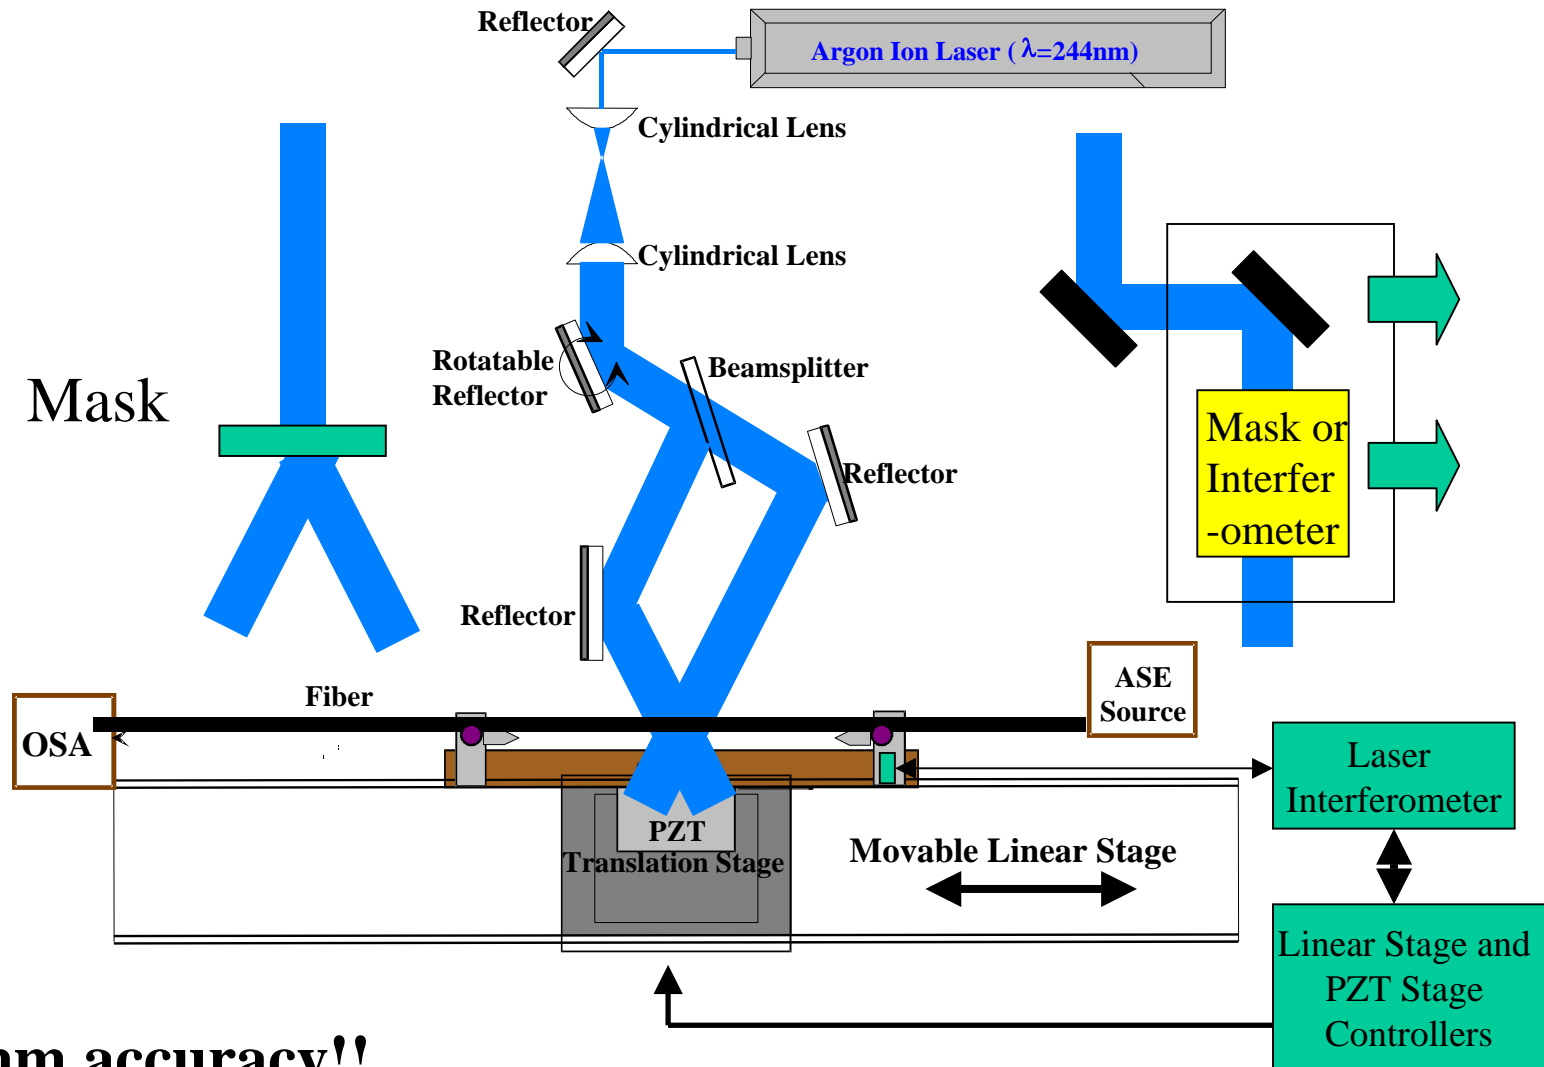 Reflector
Argon Ion Laser ( λ=244nm)
Cylindrical Lens
Cylindrical Lens
Rotatable
Reflector
Beamsplitter
Mask
Reflector
Mask or
Interfer
-ometer
Reflector
Fiber
ASE
Source
OSA
Laser
Interferometer
PZT
Translation Stage
Movable Linear Stage
Linear Stage and
PZT Stage
Controllers
accuracy!!